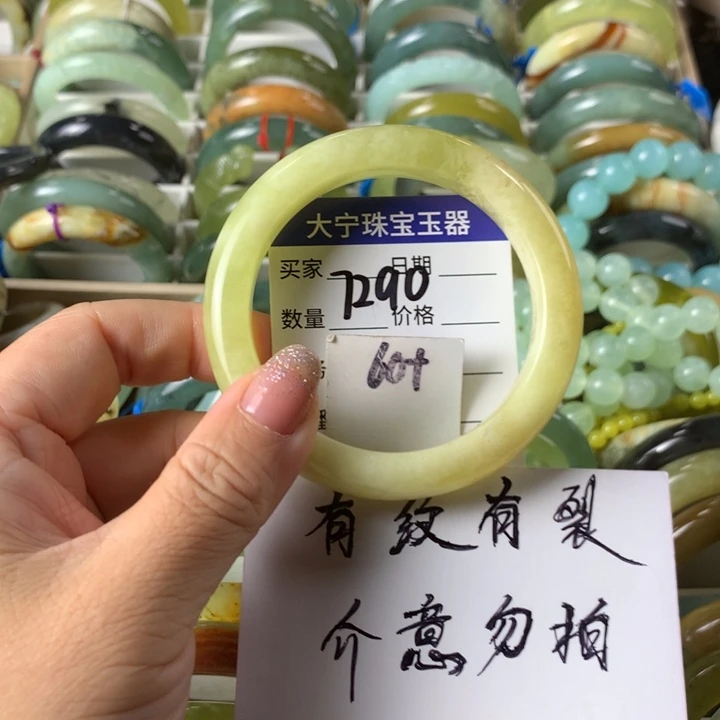 大宁珠宝玉器
买家 日期
7290
数量 价格
60+
有纹有裂
介意勿拍